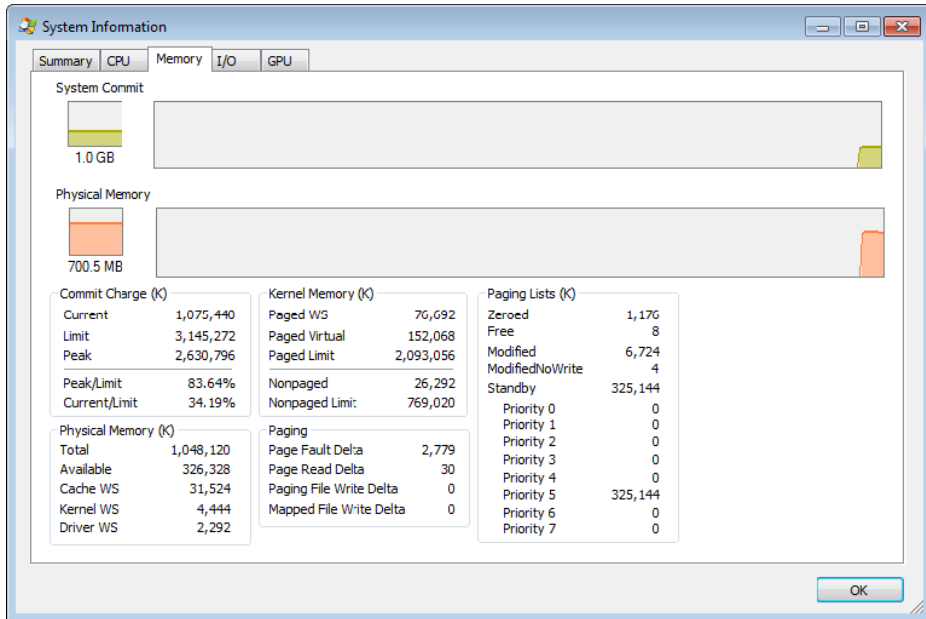 System Information
Summary CPU Memory I/O GPU
System Commit
1.0 GB
Physical Memory
700.5 MB
Commit Charge (K)
Current 1,075,440
Limit 3,145,272
Peak 2,630,796
Peak/Limit 83.64%
Current/Limit 34.19%
Physical Memory (K)
Total 1,048,120
Available 326,328
Cache WS 31,524
Kernel WS 4,444
Driver WS 2,292
Kernel Memory (K)
Paged WS 76,692
Paged Virtual 152,068
Paged Limit 2,093,056
Nonpaged 26,292
Nonpaged Limit 769,020
Paging
Page Fault Delta 2,779
Page Read Delta 30
Paging File Write Delta 0
Mapped File Write Delta 0
Paging Lists (K)
Zeroed 1,176
Free 8
Modified 6,724
ModifiedNoWrite 4
Standby 325,144
Priority 0 0
Priority 1 0
Priority 2 0
Priority 3 0
Priority 4 0
Priority 5 325,144
Priority 6 0
Priority 7 0
OK